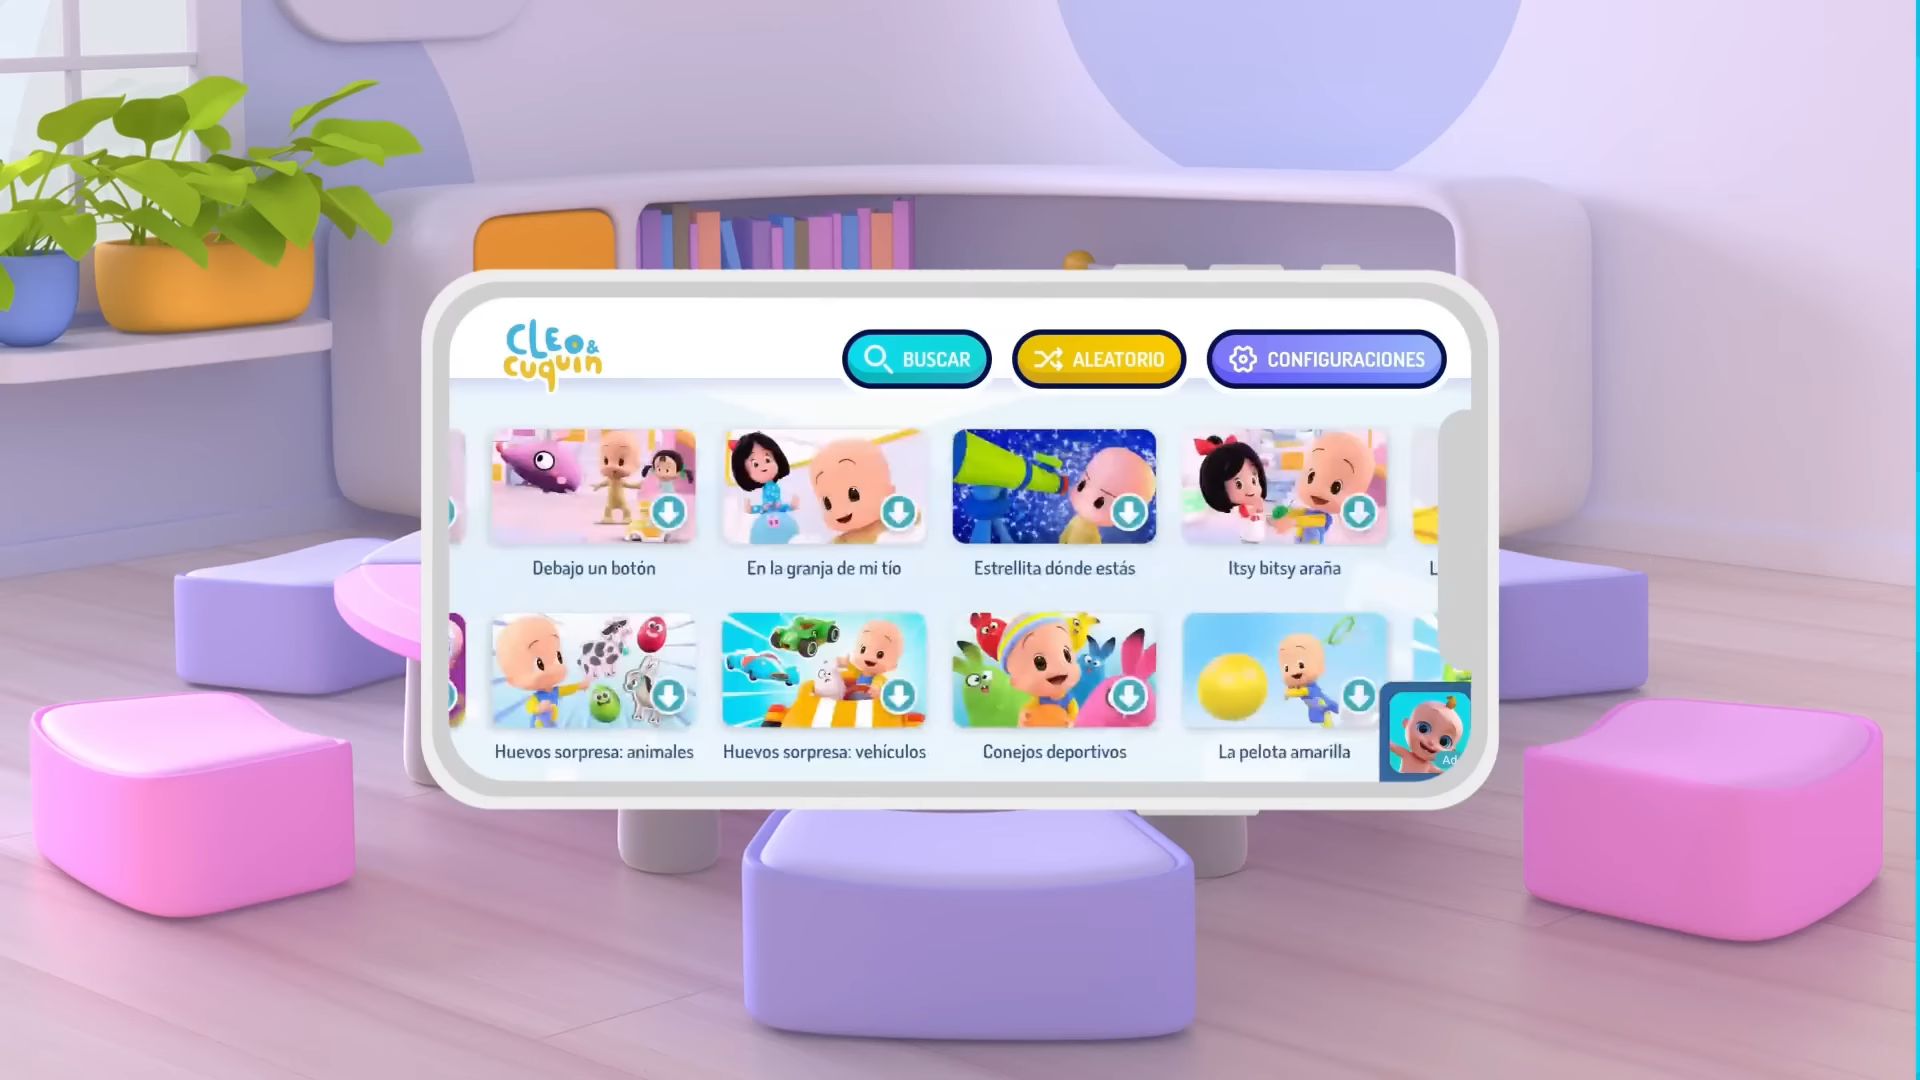 CLEO &
CUQUIN
BUSCAR
ALEATORIO
CONFIGURACIONES
Debajo un botón
En la granja de mi tío
Estrellita dónde estás
Itsy bitsy araña
L
Huevos sorpresa: animales
Huevos sorpresa: vehículos
Conejos deportivos
La pelota amarilla
Ad